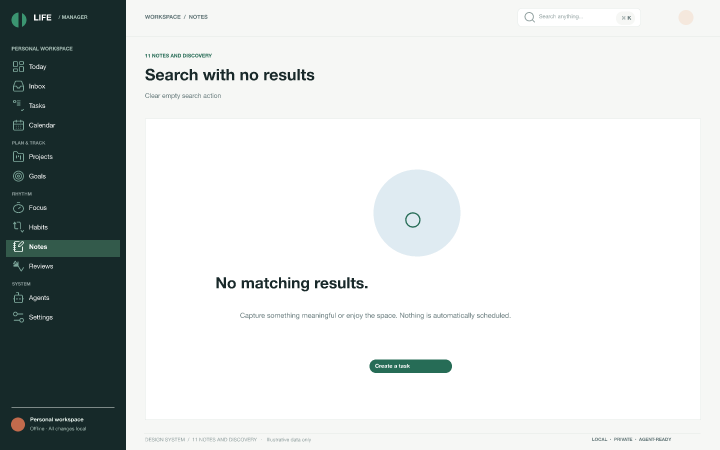 LIFE / MANAGER
PERSONAL WORKSPACE
Today
Inbox
Tasks
Calendar
PLAN & TRACK
Projects
Goals
RHYTHM
Focus
Habits
Notes
Reviews
SYSTEM
Agents
Settings
Personal workspace
Offline · All changes local
WORKSPACE / NOTES
Search anything...
⌘ K
11 NOTES AND DISCOVERY
Search with no results
Clear empty search action
No matching results.
Capture something meaningful or enjoy the space. Nothing is automatically scheduled.
Create a task
DESIGN SYSTEM / 11 NOTES AND DISCOVERY · Illustrative data only
LOCAL · PRIVATE · AGENT-READY